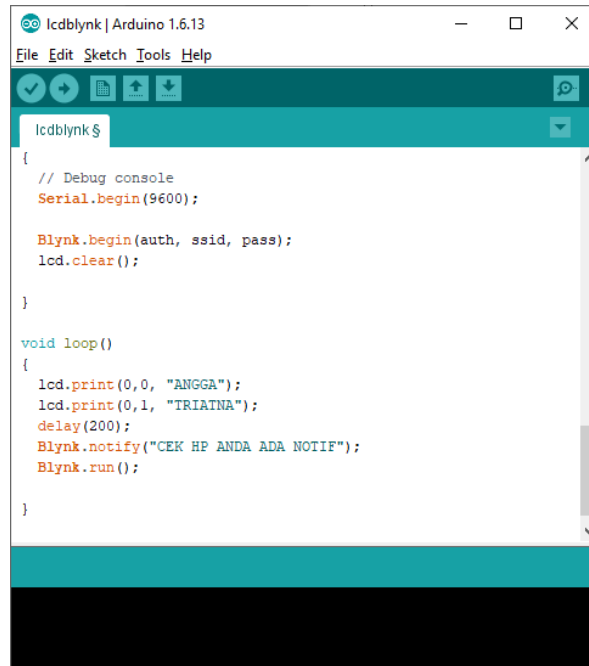 lcdblynk | Arduino 1.6.13
File Edit Sketch Tools Help
lcdblynk §
{
// Debug console
Serial.begin(9600);
Blynk.begin(auth, ssid, pass);
lcd.clear();
}
void loop()
{
lcd.print(0,0, "ANGGA");
lcd.print(0,1, "TRIATNA");
delay(200);
Blynk.notify("CEK HP ANDA ADA NOTIF");
Blynk.run();
}